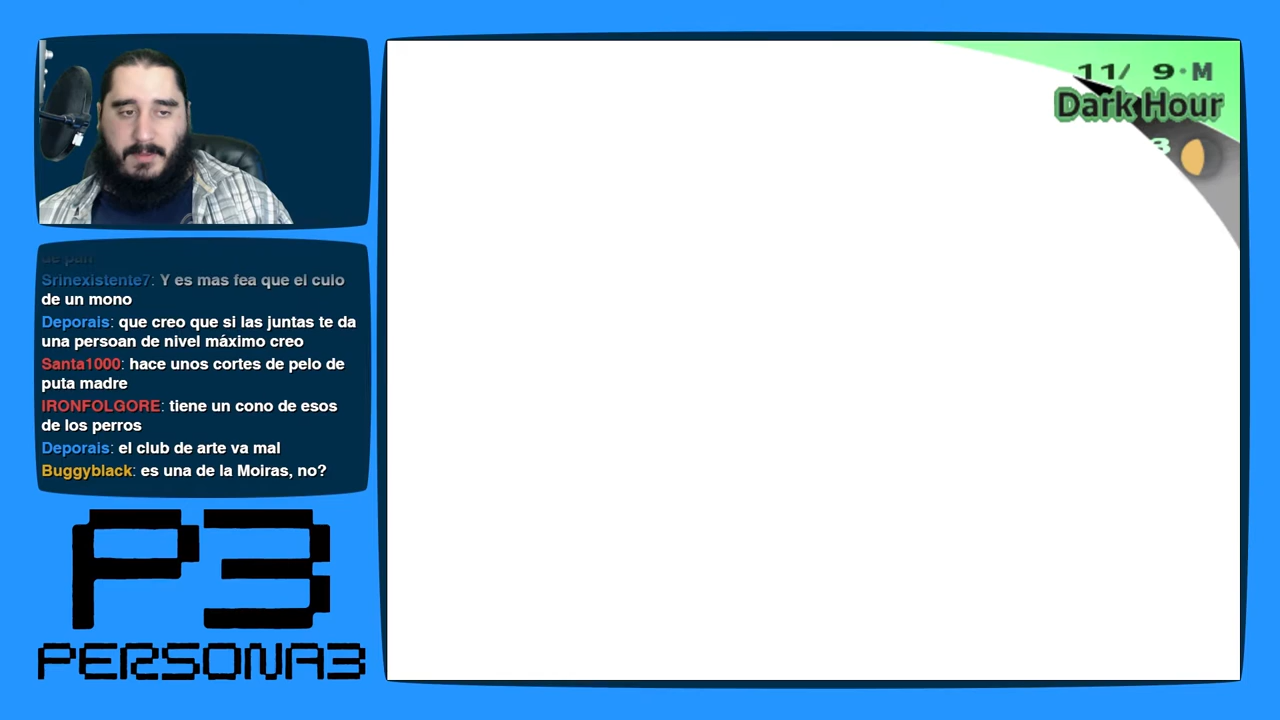 11/ 9·M
Dark Hour
3
de pan
Srinexistente7: Y es mas fea que el culo
de un mono
Deporais: que creo que si las juntas te da
una persoan de nivel máximo creo
Santa1000: hace unos cortes de pelo de
puta madre
IRONFOLGORE: tiene un cono de esos
de los perros
Deporais: el club de arte va mal
Buggyblack: es una de la Moiras, no?
P3
PERSONA3